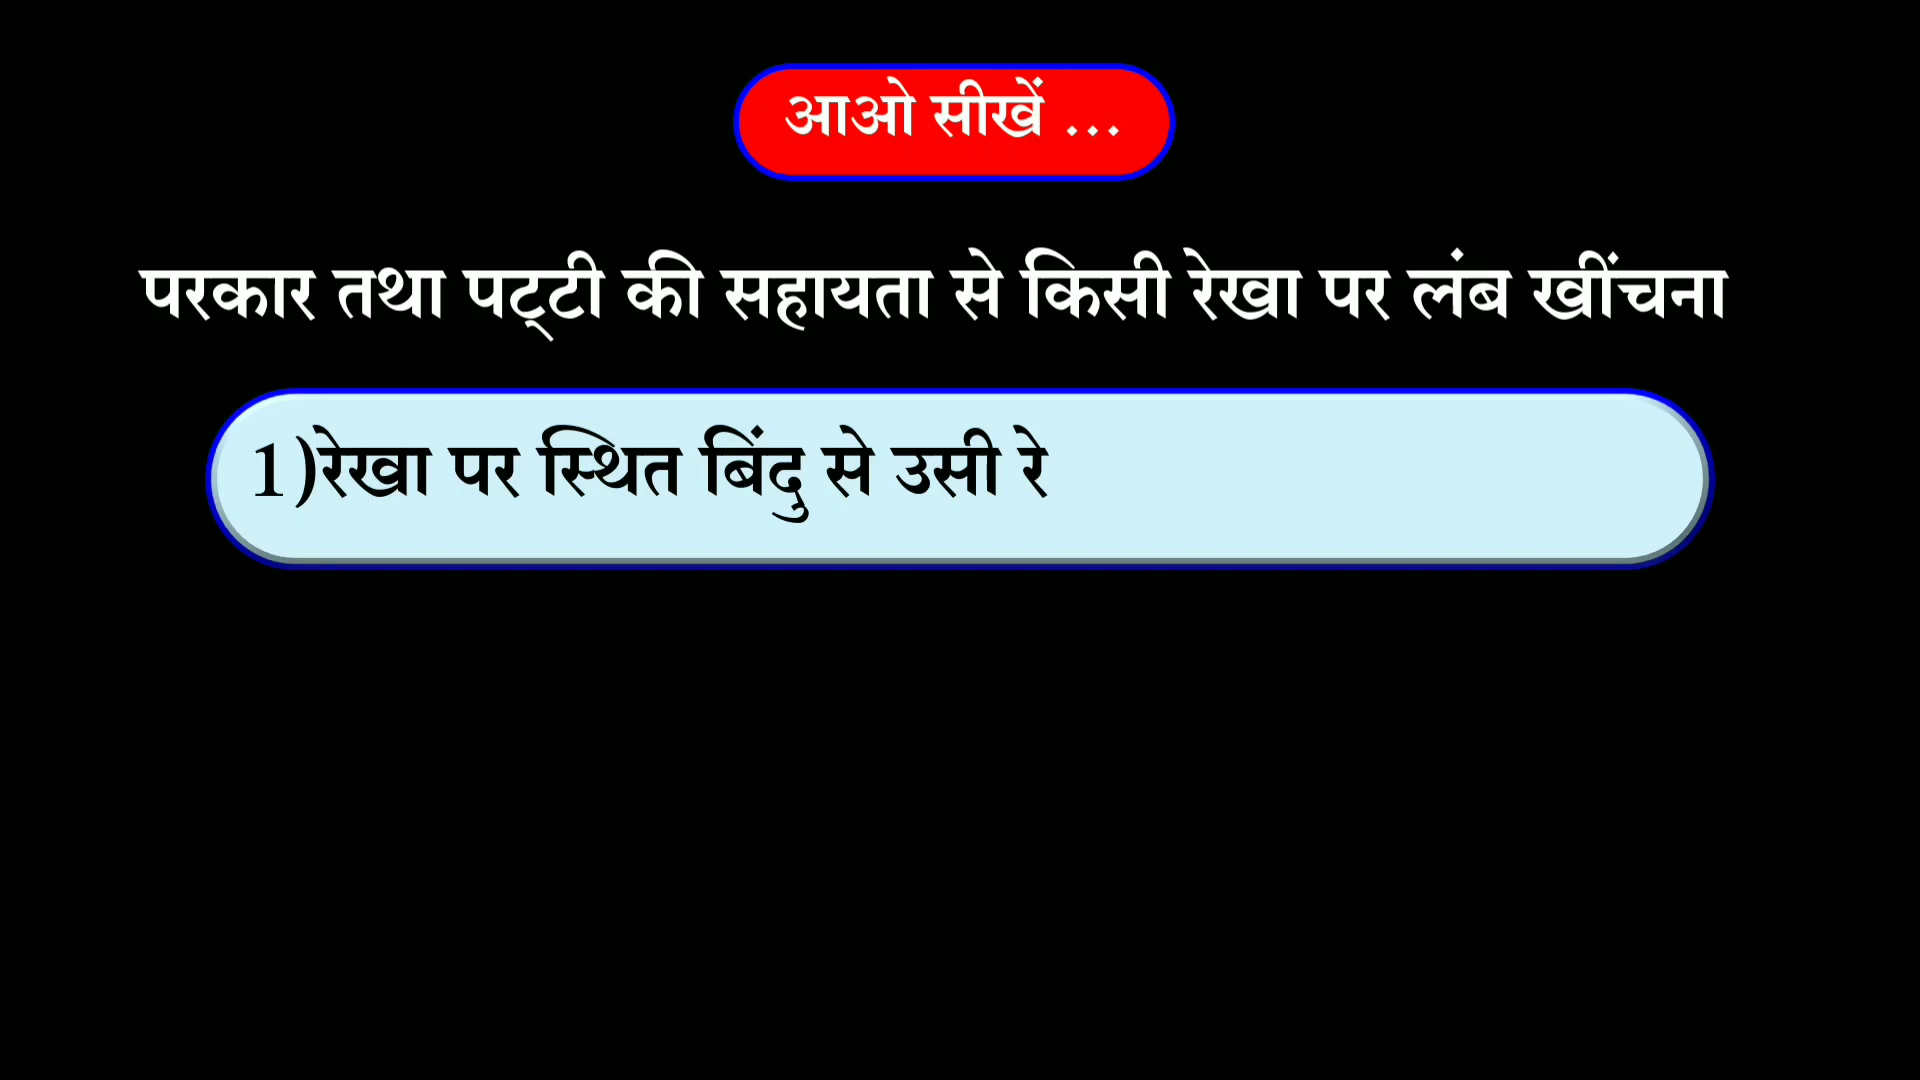 आओ सीखें ...
परकार तथा पट्‌टी की सहायता से किसी रेखा पर लंब खींचना
1)रेखा पर स्थित बिंदु से उसी रे